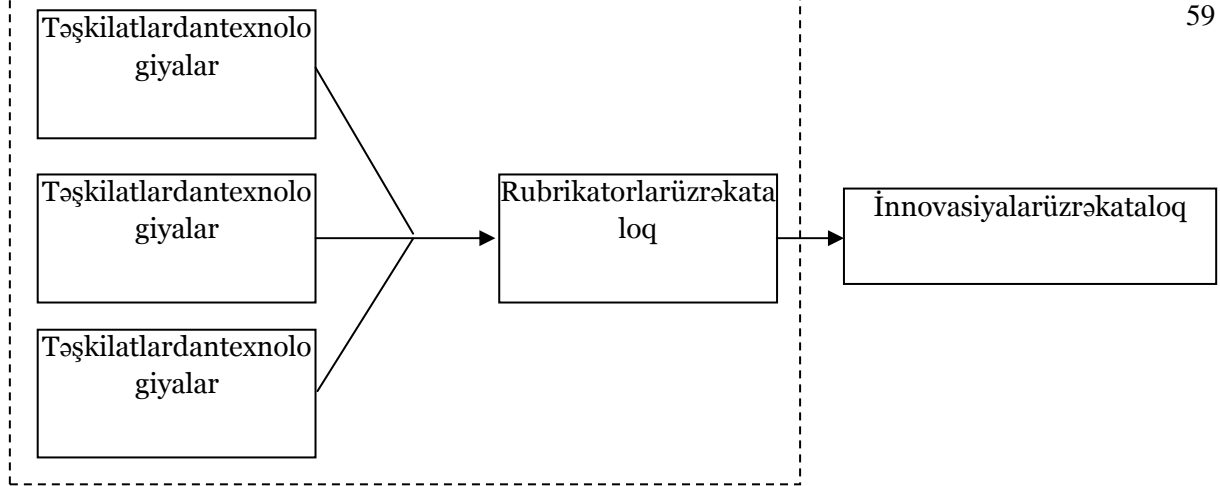 59
Təşkilatlardantexnolo
giyalar
Təşkilatlardantexnolo
giyalar
Rubrikatorlarüzrəkata
loq
İnnovasiyalarüzrəkataloq
Təşkilatlardantexnolo
giyalar